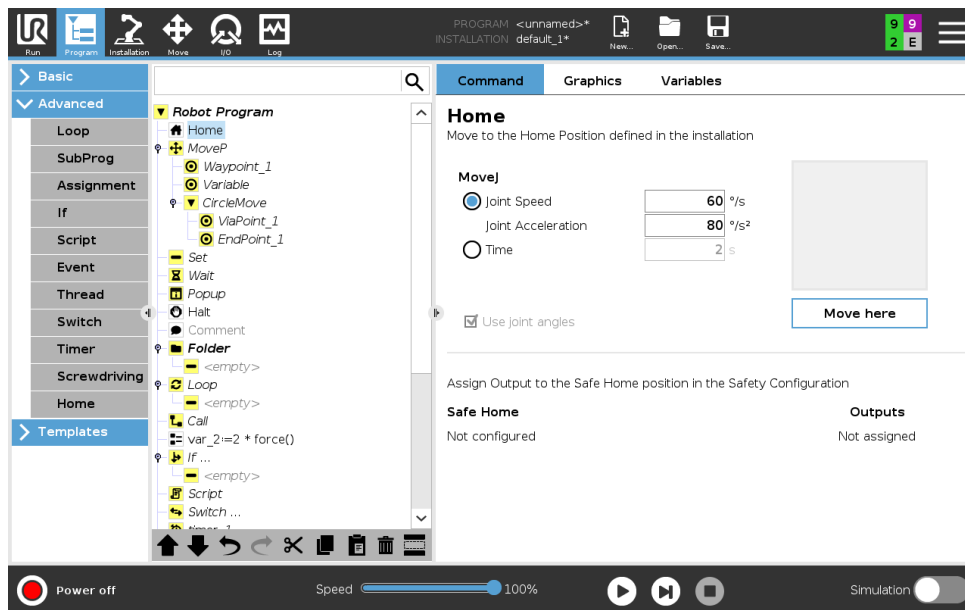 PROGRAM <unnamed>*
INSTALLATION default_1*
Run
Program
Installation
Move
I/O
Log
New...
Open...
Save...
9 9
2 E
Basic
Advanced
Loop
SubProg
Assignment
If
Script
Event
Thread
Switch
Timer
Screwdriving
Home
Templates
Robot Program
Home
MoveP
Waypoint_1
Variable
CircleMove
ViaPoint_1
EndPoint_1
Set
Wait
Popup
Halt
Comment
Folder
<empty>
Loop
<empty>
Call
var_2:=2 * force()
If ...
<empty>
Script
Switch ...
timer_1
Command Graphics Variables
Home
Move to the Home Position defined in the installation
MoveJ
Joint Speed 60 °/s
Joint Acceleration 80 °/s²
Time 2 s
Use joint angles
Move here
Assign Output to the Safe Home position in the Safety Configuration
Safe Home Outputs
Not configured Not assigned
Power off
Speed 100%
Simulation